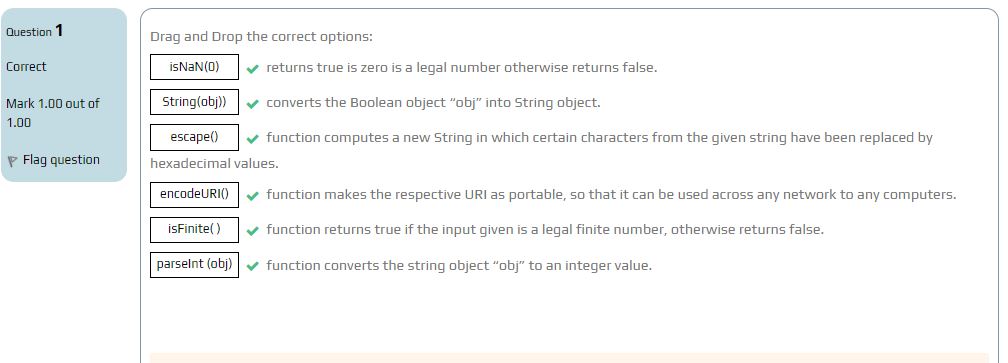 Question 1
Correct
Mark 1.00 out of
1.00
Flag question
Drag and Drop the correct options:
isNaN(0) returns true is zero is a legal number otherwise returns false.
String(obj)) converts the Boolean object “obj” into String object.
escape() function computes a new String in which certain characters from the given string have been replaced by
hexadecimal values.
encodeURI() function makes the respective URI as portable, so that it can be used across any network to any computers.
isFinite( ) function returns true if the input given is a legal finite number, otherwise returns false.
parseInt (obj) function converts the string object “obj” to an integer value.